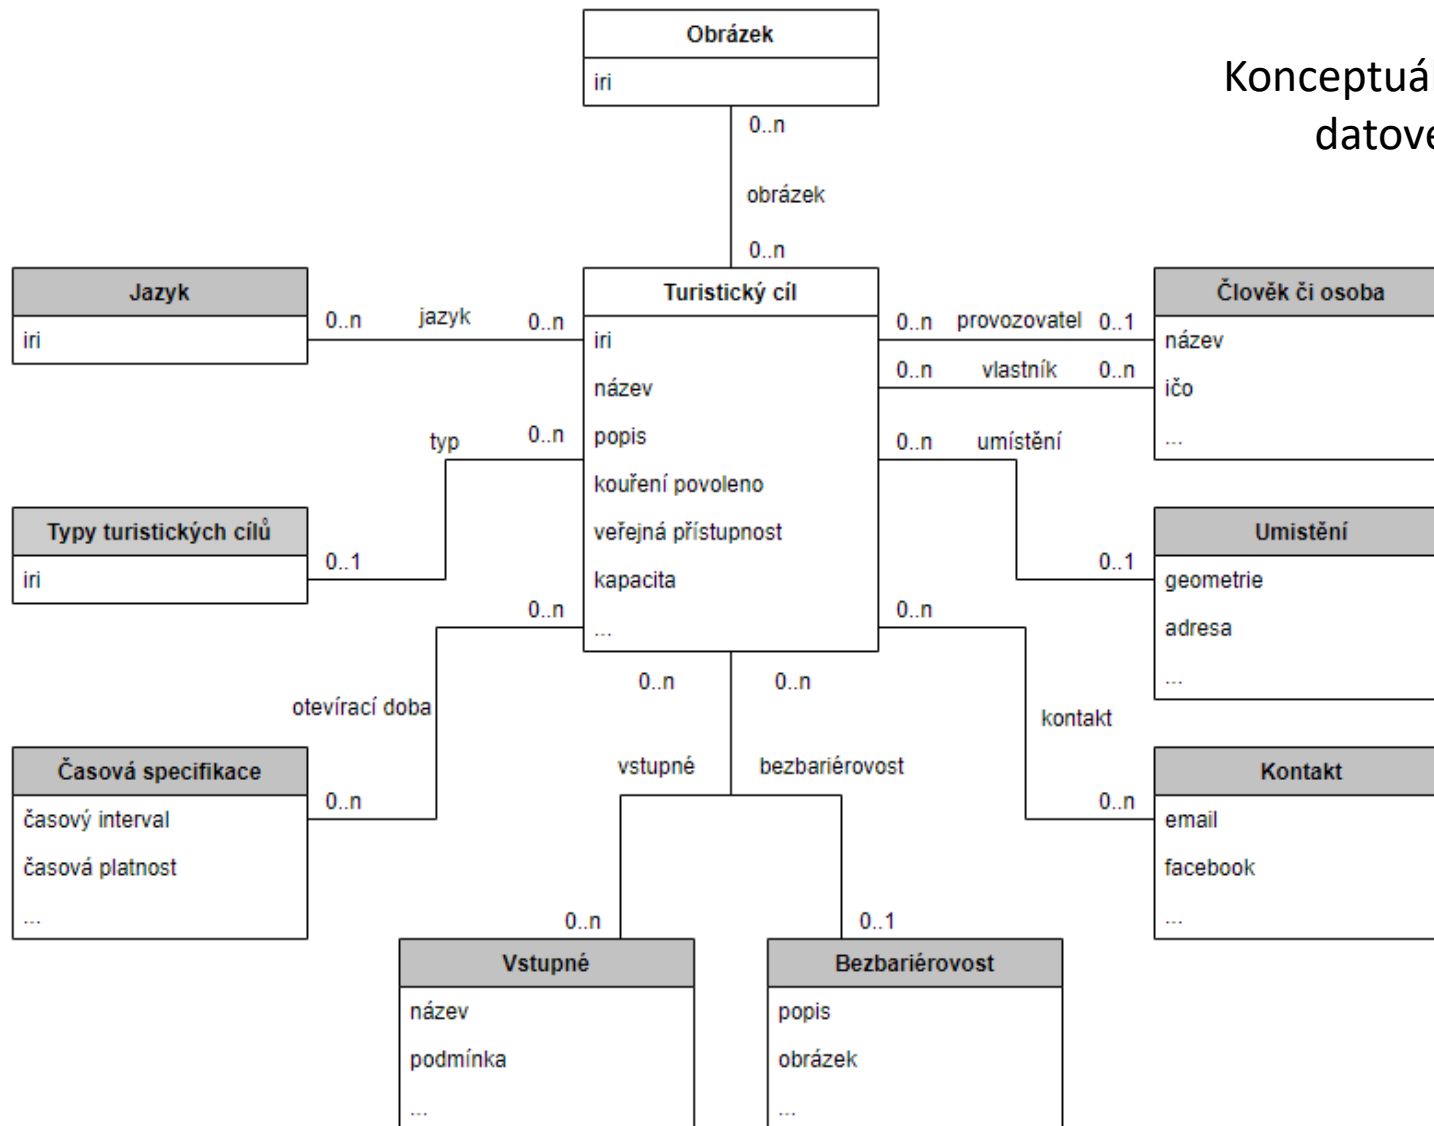 Obrázek
iri
Konceptuál
datové
0..n
obrázek
0..n
Jazyk
iri
0..n jazyk 0..n
Turistický cíl
iri
název
popis
kouření povoleno
veřejná přístupnost
kapacita
...
0..n provozovatel 0..1
0..n vlastník 0..n
Člověk či osoba
název
ičo
...
typ 0..n
0..n umístění
Typy turistických cílů
iri
0..1
0..1
Umistění
geometrie
adresa
...
0..n
0..n
otevírací doba
0..n
0..n
kontakt
Časová specifikace
časový interval
časová platnost
...
0..n
vstupné
bezbariérovost
0..n
Kontakt
email
facebook
...
0..n
0..1
Vstupné
název
podmínka
...
Bezbariérovost
popis
obrázek
...